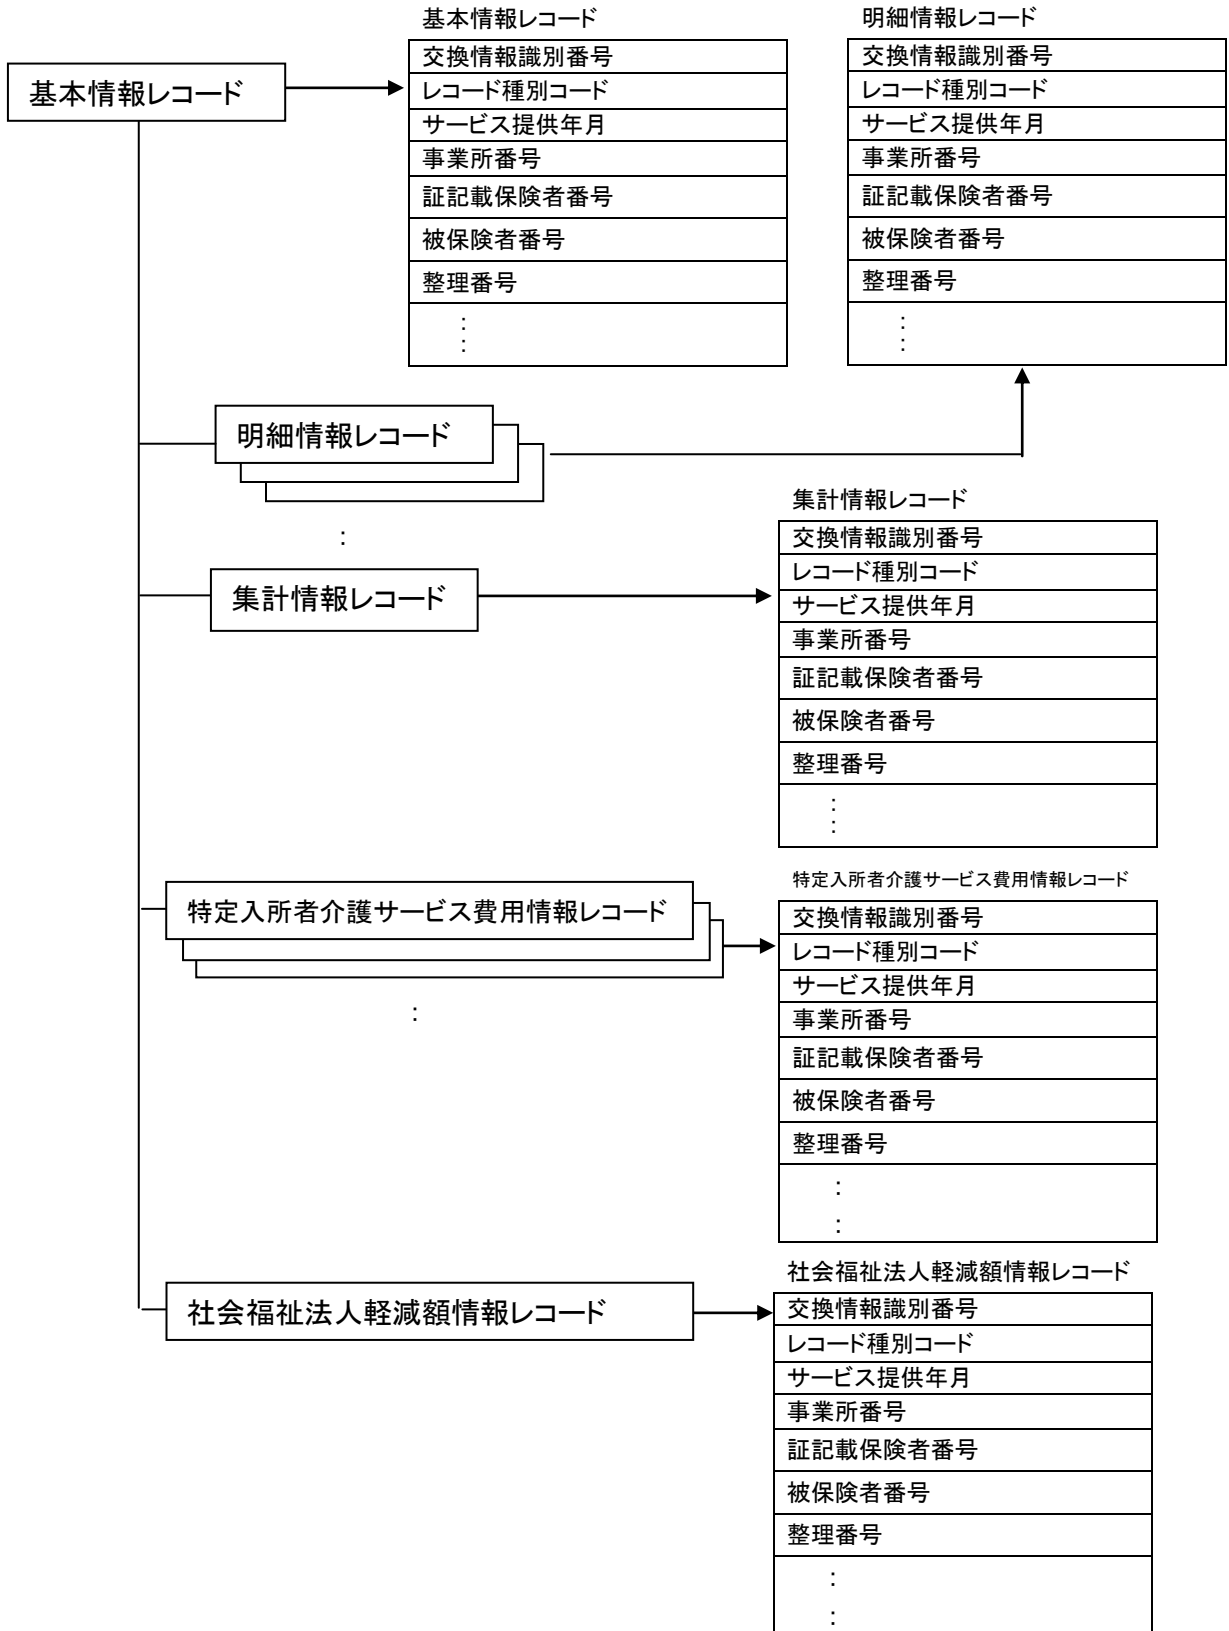 基本情報レコード
基本情報レコード
交換情報識別番号
レコード種別コード
サービス提供年月
事業所番号
証記載保険者番号
被保険者番号
整理番号
:
:
明細情報レコード
交換情報識別番号
レコード種別コード
サービス提供年月
事業所番号
証記載保険者番号
被保険者番号
整理番号
:
:
明細情報レコード
:
集計情報レコード
集計情報レコード
交換情報識別番号
レコード種別コード
サービス提供年月
事業所番号
証記載保険者番号
被保険者番号
整理番号
:
:
特定入所者介護サービス費用情報レコード
:
特定入所者介護サービス費用情報レコード
交換情報識別番号
レコード種別コード
サービス提供年月
事業所番号
証記載保険者番号
被保険者番号
整理番号
:
:
社会福祉法人軽減額情報レコード
社会福祉法人軽減額情報レコード
交換情報識別番号
レコード種別コード
サービス提供年月
事業所番号
証記載保険者番号
被保険者番号
整理番号
:
: